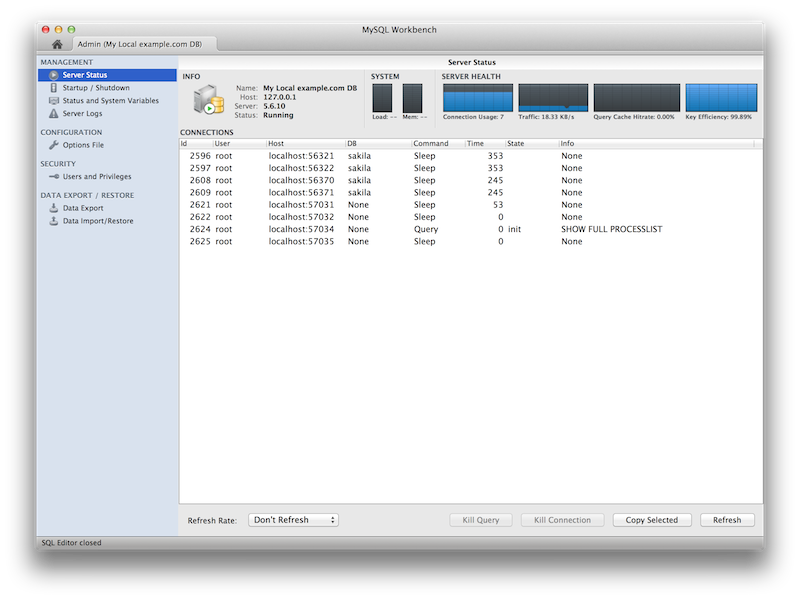 MySQL Workbench
Admin (My Local example.com DB)
MANAGEMENT
Server Status
Startup / Shutdown
Status and System Variables
Server Logs
CONFIGURATION
Options File
SECURITY
Users and Privileges
DATA EXPORT / RESTORE
Data Export
Data Import/Restore
Server Status
INFO
Name: My Local example.com DB
Host: 127.0.0.1
Server: 5.6.10
Status: Running
SYSTEM
Load: -- Mem: --
SERVER HEALTH
Connection Usage: 7 Traffic: 18.33 KB/s Query Cache Hitrate: 0.00% Key Efficiency: 99.89%
CONNECTIONS
Id User Host DB Command Time State Info
2596 root localhost:56321 sakila Sleep 353 None
2597 root localhost:56322 sakila Sleep 353 None
2608 root localhost:56370 sakila Sleep 245 None
2609 root localhost:56371 sakila Sleep 245 None
2621 root localhost:57031 None Sleep 53 None
2622 root localhost:57032 None Sleep 0 None
2624 root localhost:57034 None Query 0 init SHOW FULL PROCESSLIST
2625 root localhost:57035 None Sleep 0 None
Refresh Rate: Don't Refresh Kill Query Kill Connection Copy Selected Refresh
SQL Editor closed